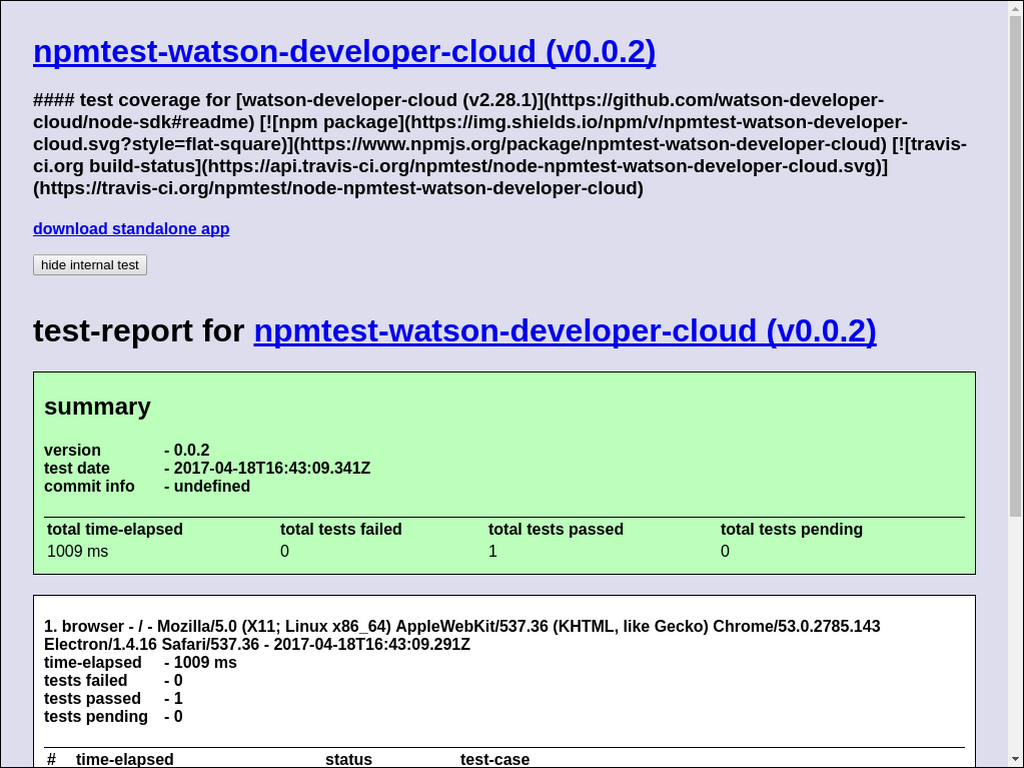 npmtest-watson-developer-cloud (v0.0.2)
#### test coverage for [watson-developer-cloud (v2.28.1)](https://github.com/watson-developer-
cloud/node-sdk#readme) [![npm package](https://img.shields.io/npm/v/npmtest-watson-developer-
cloud.svg?style=flat-square)](https://www.npmjs.org/package/npmtest-watson-developer-cloud) [![travis-
ci.org build-status](https://api.travis-ci.org/npmtest/node-npmtest-watson-developer-cloud.svg)]
(https://travis-ci.org/npmtest/node-npmtest-watson-developer-cloud)
download standalone app
hide internal test
test-report for npmtest-watson-developer-cloud (v0.0.2)
summary
version - 0.0.2
test date - 2017-04-18T16:43:09.341Z
commit info - undefined
total time-elapsed total tests failed total tests passed total tests pending
1009 ms 0 1 0
1. browser - / - Mozilla/5.0 (X11; Linux x86_64) AppleWebKit/537.36 (KHTML, like Gecko) Chrome/53.0.2785.143
Electron/1.4.16 Safari/537.36 - 2017-04-18T16:43:09.291Z
time-elapsed - 1009 ms
tests failed - 0
tests passed - 1
tests pending - 0
# time-elapsed status test-case